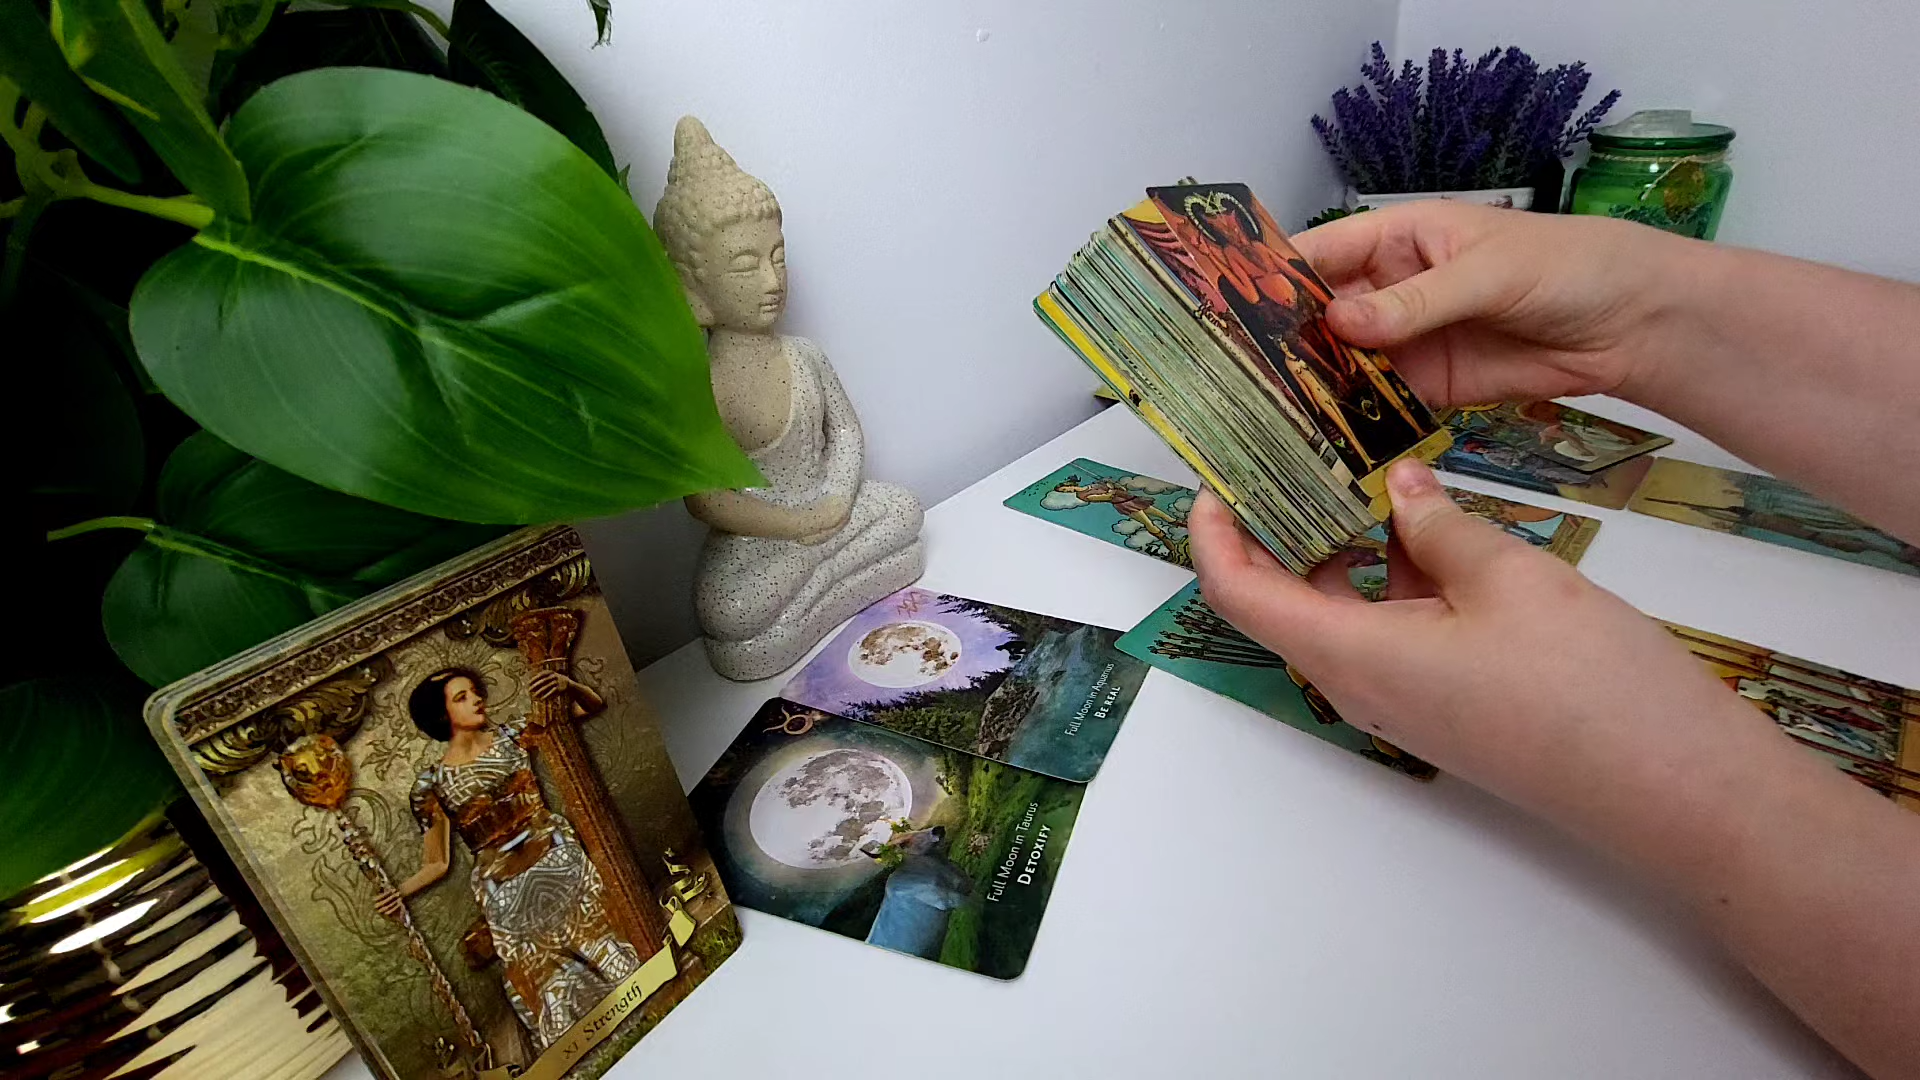 Full Moon in Aquarius
BE REAL
Full Moon in Taurus
DETOXIFY
XI Strength